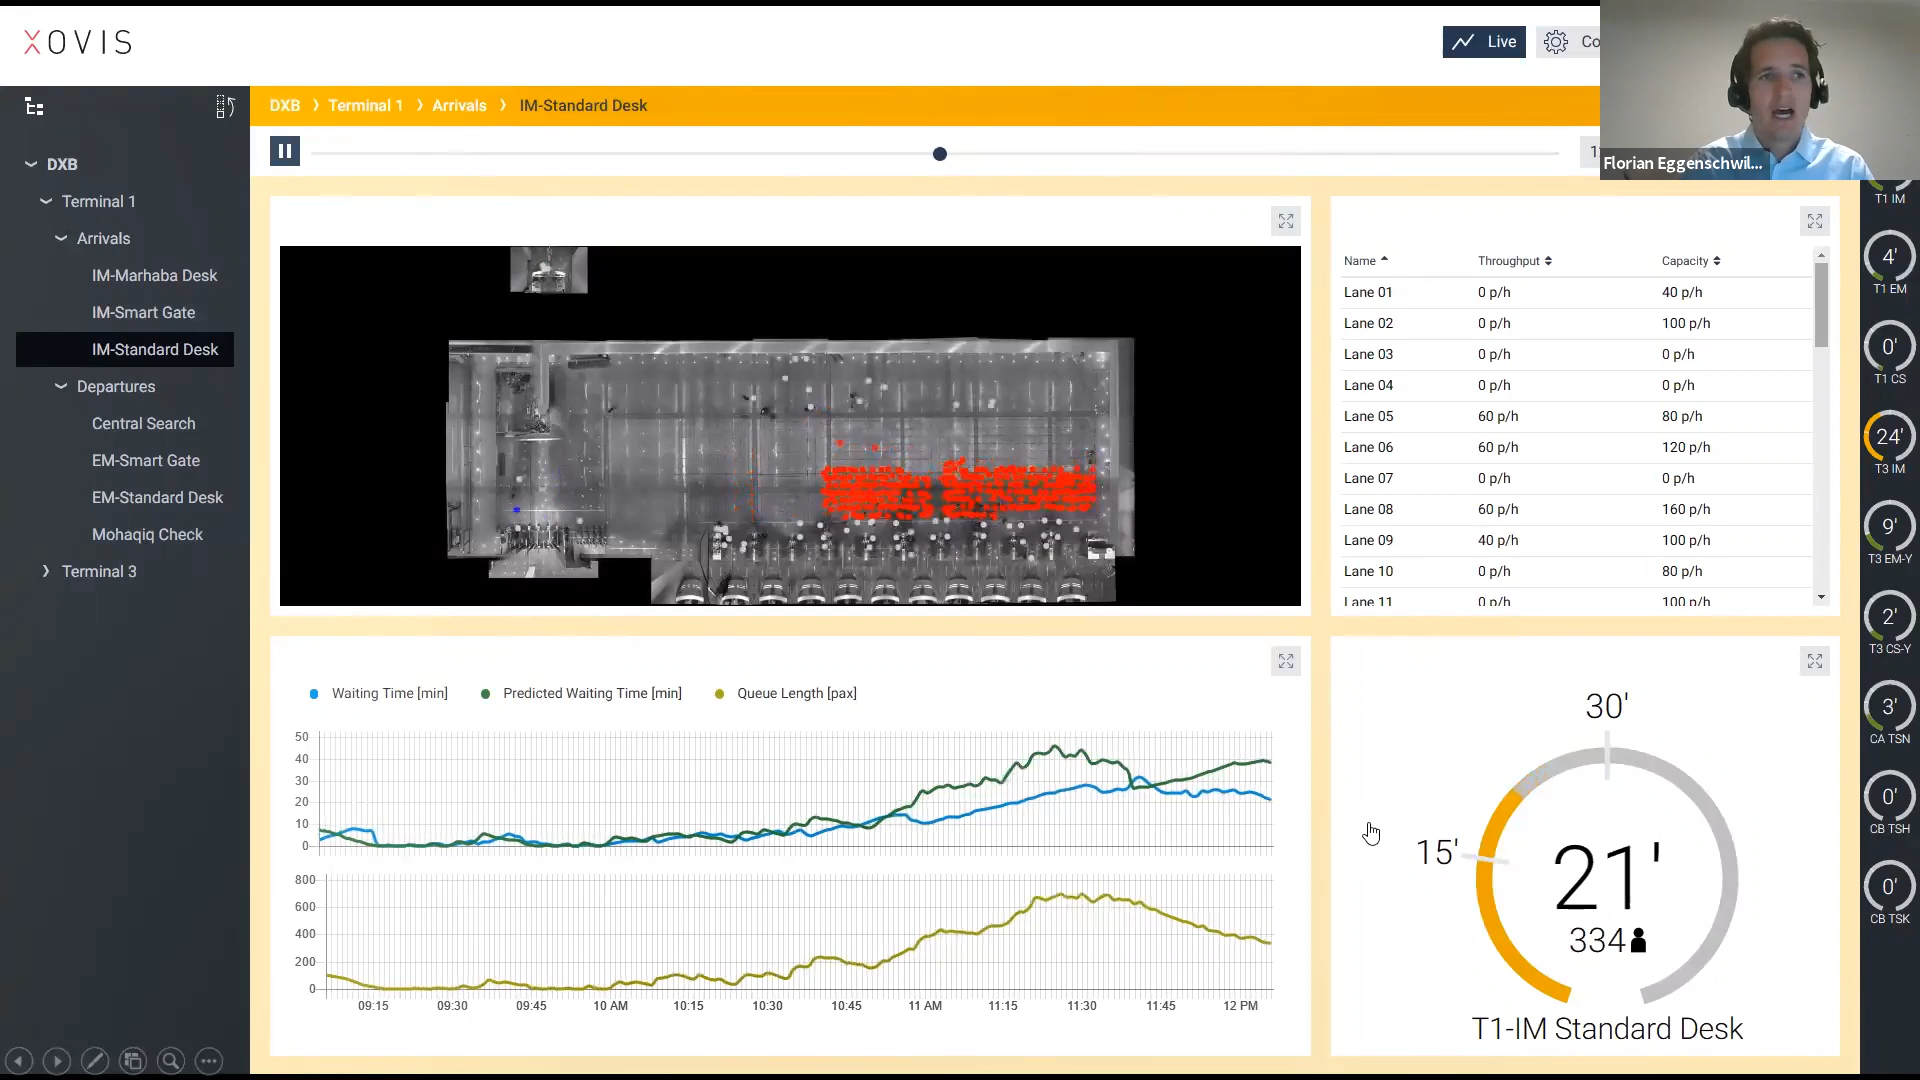 XOVIS
Live
Co
Florian Eggenschwil...
DXB
Terminal 1
Arrivals
IM-Marhaba Desk
IM-Smart Gate
IM-Standard Desk
Departures
Central Search
EM-Smart Gate
EM-Standard Desk
Mohaqiq Check
Terminal 3
DXB > Terminal 1 > Arrivals > IM-Standard Desk
Name Throughput Capacity
Lane 01 0 p/h 40 p/h
Lane 02 0 p/h 100 p/h
Lane 03 0 p/h 0 p/h
Lane 04 0 p/h 0 p/h
Lane 05 60 p/h 80 p/h
Lane 06 60 p/h 120 p/h
Lane 07 0 p/h 0 p/h
Lane 08 60 p/h 160 p/h
Lane 09 40 p/h 100 p/h
Lane 10 0 p/h 80 p/h
Lane 11 0 p/h 100 p/h
Waiting Time [min] Predicted Waiting Time [min] Queue Length [pax]
50
40
30
20
10
0
800
600
400
200
0
09:15 09:30 09:45 10 AM 10:15 10:30 10:45 11 AM 11:15 11:30 11:45 12 PM
30'
15'
21'
334
T1-IM Standard Desk
T1 IM
4'
T1 EM
0'
T1 CS
24'
T3 IM
9'
T3 EM-Y
2'
T3 CS-Y
3'
CA TSN
0'
CB TSH
0'
CB TSK